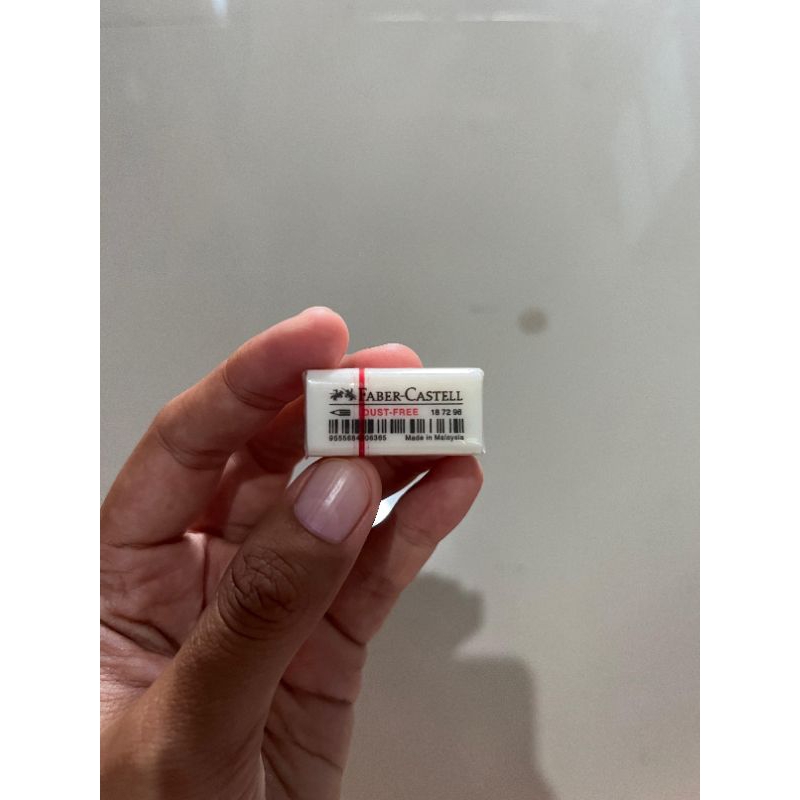 FABER-CASTELL
DUST-FREE 18 72 96
Made in Malaysia